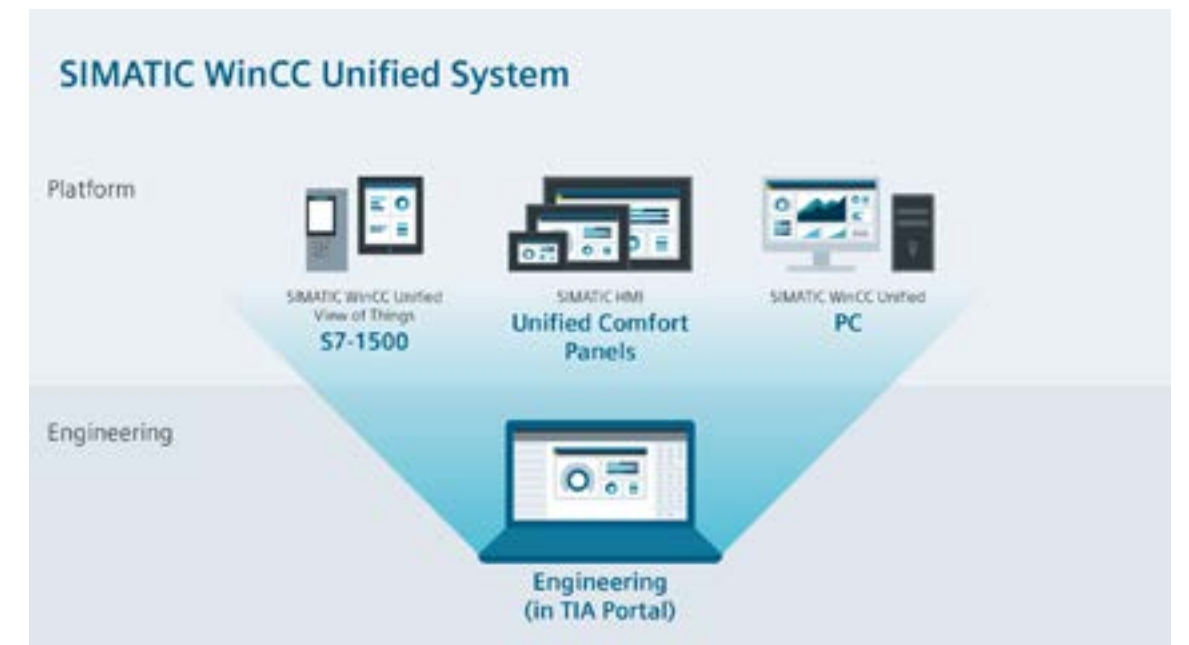 SIMATIC WinCC Unified System
Platform
SIMATIC WinCC Unified
View of Things
S7-1500
SIMATIC HMI
Unified Comfort
Panels
SIMATIC WinCC Unified
PC
Engineering
Engineering
(in TIA Portal)